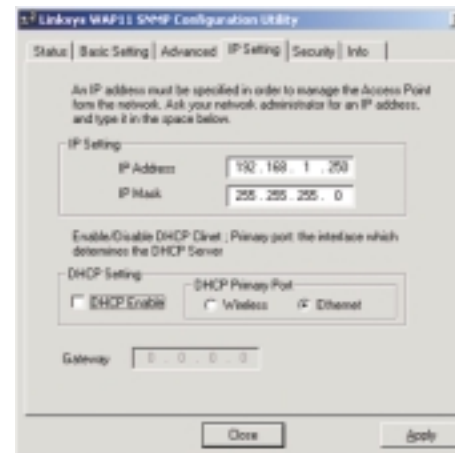 Linksys WAP11 SNMP Configuration Utility
Status Basic Setting Advanced IP Setting Security Info
An IP address must be specified in order to manage the Access Point
form the network. Ask your network administrator for an IP address,
and type it in the space below.
IP Setting
IP Address 192 . 168 . 1 . 250
IP Mask 255 . 255 . 255 . 0
Enable/Disable DHCP Clinet ; Primary port: the interface which
determines the DHCP Server
DHCP Setting
DHCP Primary Port
DHCP Enable Wireless Ethernet
Gateway 0 . 0 . 0 . 0
Close Apply